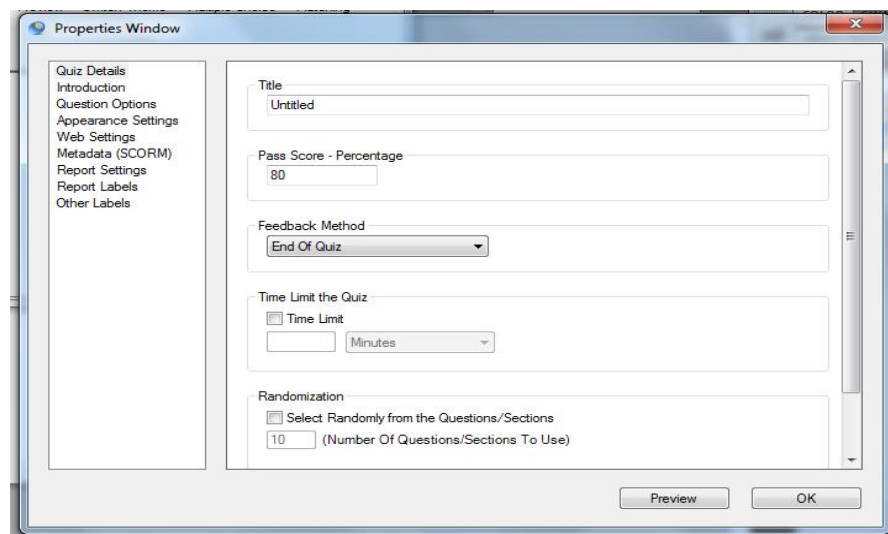 Properties Window
Quiz Details
Introduction
Question Options
Appearance Settings
Web Settings
Metadata (SCORM)
Report Settings
Report Labels
Other Labels
Title
Untitled
Pass Score - Percentage
80
Feedback Method
End Of Quiz
Time Limit the Quiz
Time Limit
Minutes
Randomization
Select Randomly from the Questions/Sections
10 (Number Of Questions/Sections To Use)
Preview OK